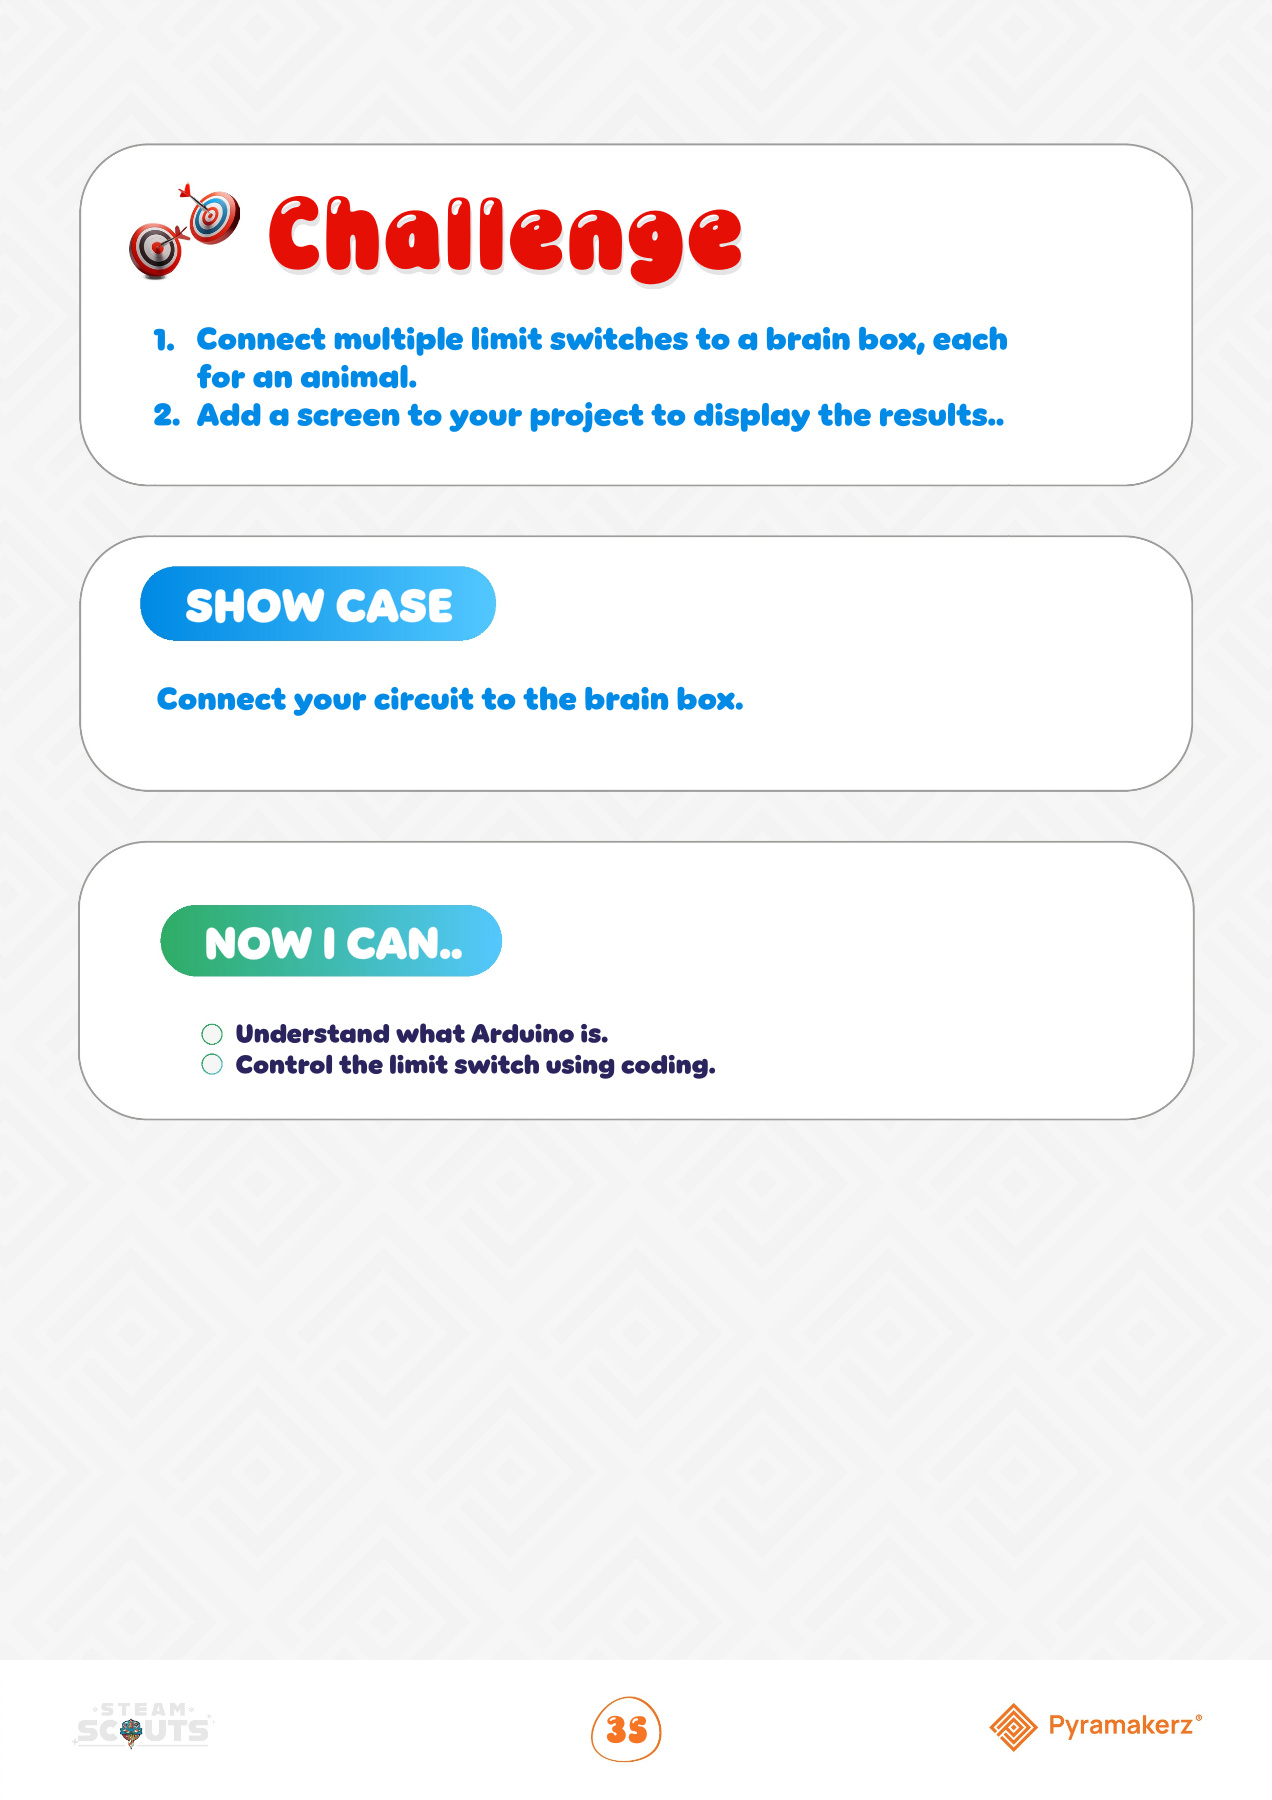 Challenge
1. Connect multiple limit switches to a brain box, each
for an animal.
2. Add a screen to your project to display the results..
SHOW CASE
Connect your circuit to the brain box.
NOW I CAN..
Understand what Arduino is.
Control the limit switch using coding.
STEAM
SCOUTS
35
Pyramakerz®